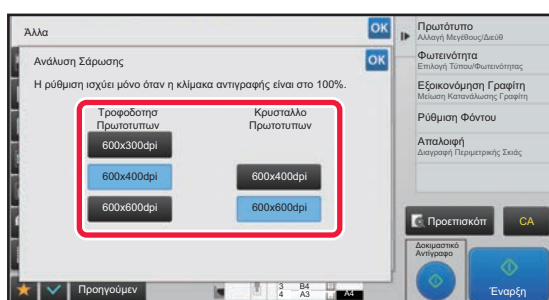 Άλλα
OK
Ανάλυση Σάρωσης
OK
Η ρύθμιση ισχύει μόνο όταν η κλίμακα αντιγραφής είναι στο 100%.
Τροφοδοτησ
Πρωτοτυπων
600x300dpi
600x400dpi
600x600dpi
Κρυσταλλο
Πρωτοτυπων
600x400dpi
600x600dpi
Πρωτότυπο
Αλλαγή Μεγέθους/Διεύθ
Φωτεινότητα
Επιλογή Τύπου/Φωτεινότητας
Εξοικονόμηση Γραφίτη
Μείωση Κατανάλωσης Γραφίτη
Ρύθμιση Φόντου
Απαλοιφή
Διαγραφή Περιμετρικής Σκιάς
Προεπισκόπ
CA
Δοκιμαστικό
Αντίγραφο
Έναρξη
Προηγούμεν
3 B4
4 A3
A4